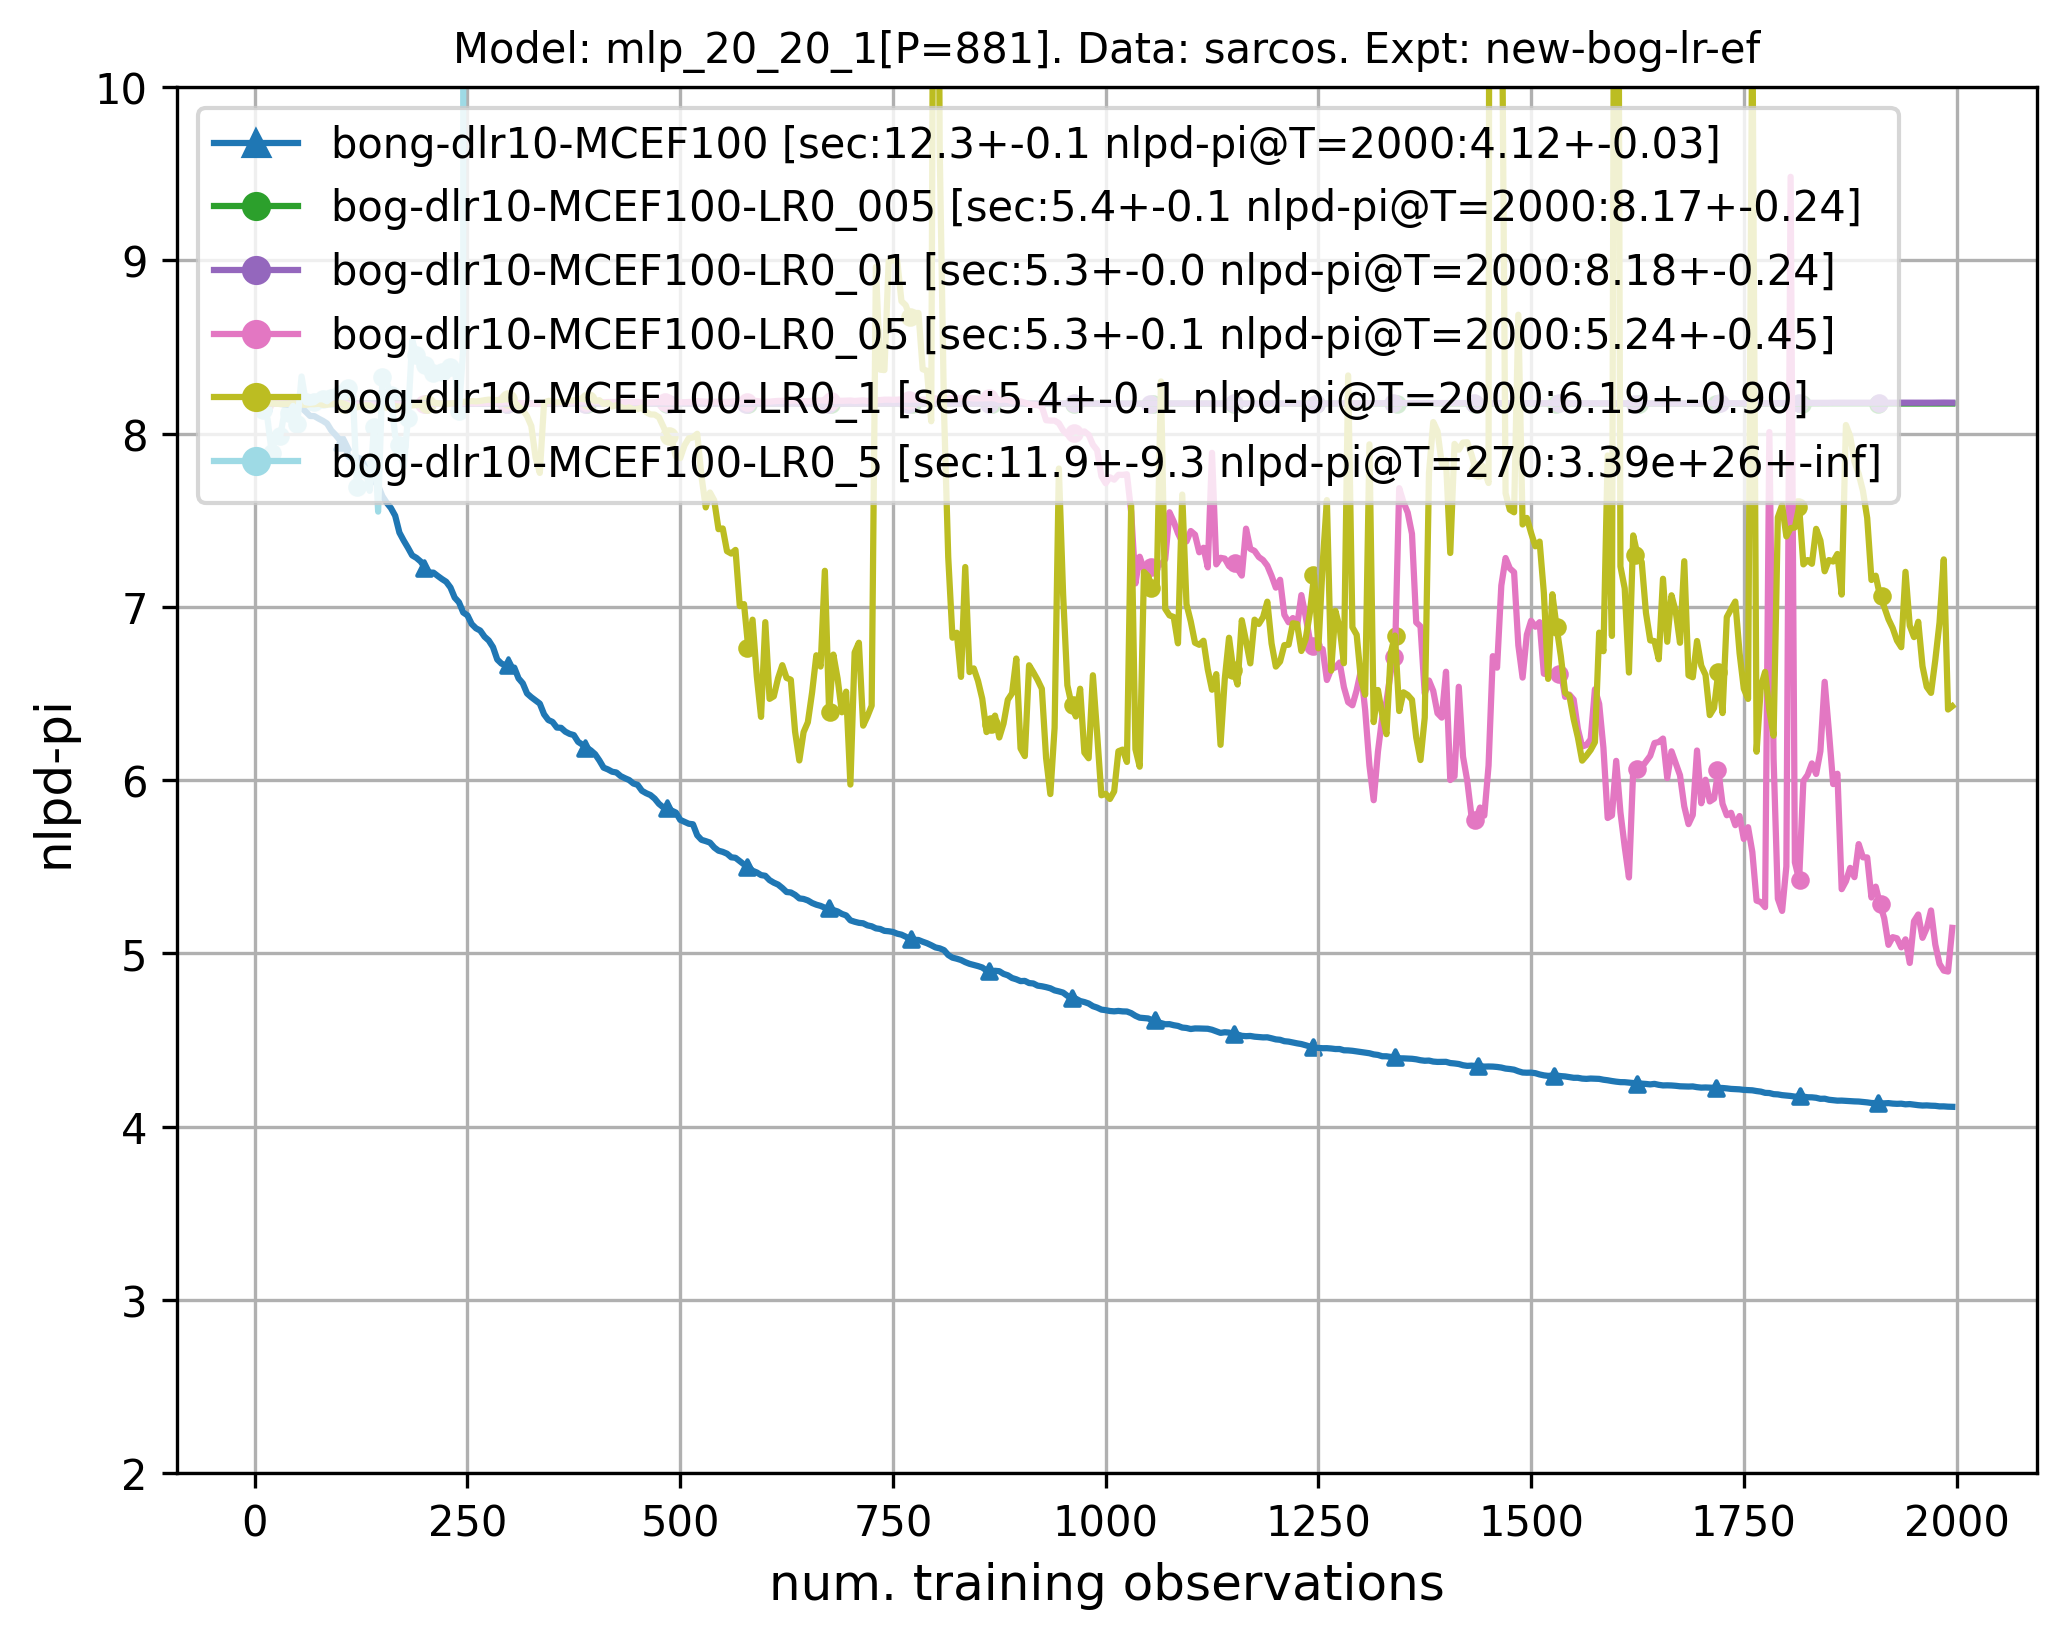 Model: mlp_20_20_1[P=881]. Data: sarcos. Expt: new-bog-lr-ef
bong-dlr10-MCEF100 [sec:12.3+-0.1 nlpd-pi@T=2000:4.12+-0.03]
bog-dlr10-MCEF100-LR0_005 [sec:5.4+-0.1 nlpd-pi@T=2000:8.17+-0.24]
bog-dlr10-MCEF100-LR0_01 [sec:5.3+-0.0 nlpd-pi@T=2000:8.18+-0.24]
bog-dlr10-MCEF100-LR0_05 [sec:5.3+-0.1 nlpd-pi@T=2000:5.24+-0.45]
bog-dlr10-MCEF100-LR0_1 [sec:5.4+-0.1 nlpd-pi@T=2000:6.19+-0.90]
bog-dlr10-MCEF100-LR0_5 [sec:11.9+-9.3 nlpd-pi@T=270:3.39e+26+-inf]
nlpd-pi
10
9
8
7
6
5
4
3
2
0 250 500 750 1000 1250 1500 1750 2000
num. training observations